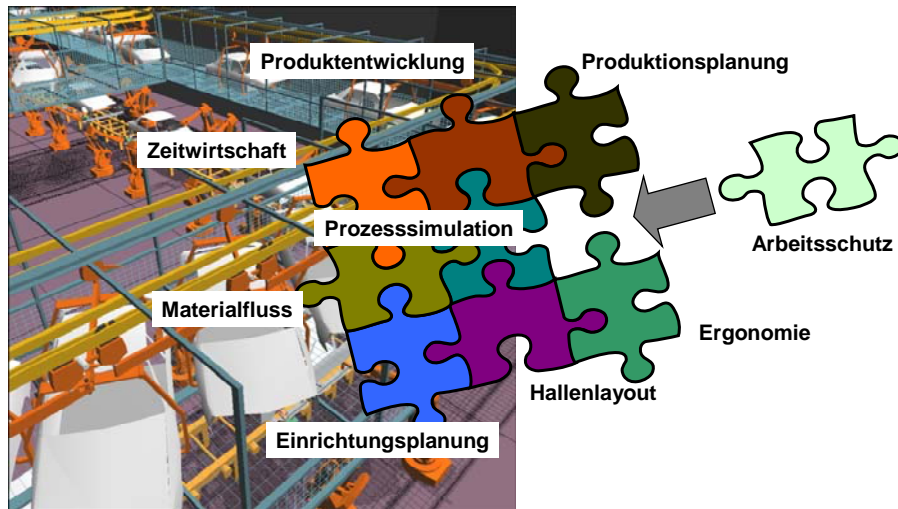 Produktentwicklung
Produktionsplanung
Zeitwirtschaft
Prozesssimulation
Arbeitsschutz
Materialfluss
Ergonomie
Hallenlayout
Einrichtungsplanung